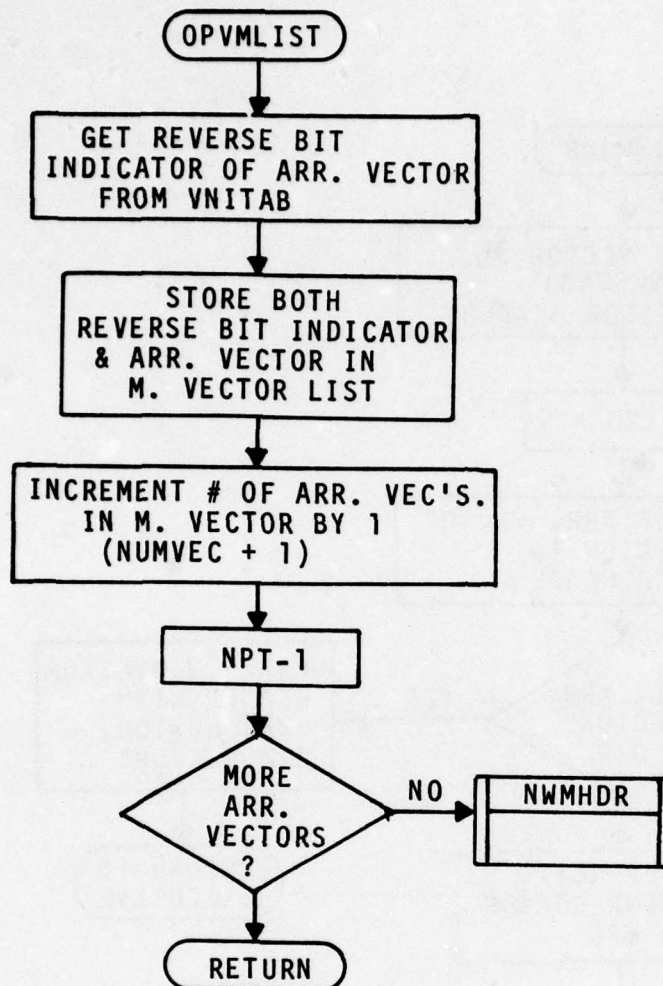 OPVMLIST
GET REVERSE BIT
INDICATOR OF ARR. VECTOR
FROM VNITAB
STORE BOTH
REVERSE BIT INDICATOR
& ARR. VECTOR IN
M. VECTOR LIST
INCREMENT # OF ARR. VEC'S.
IN M. VECTOR BY 1
(NUMVEC + 1)
NPT-1
MORE
ARR.
VECTORS
?
NO
NWMHDR
RETURN